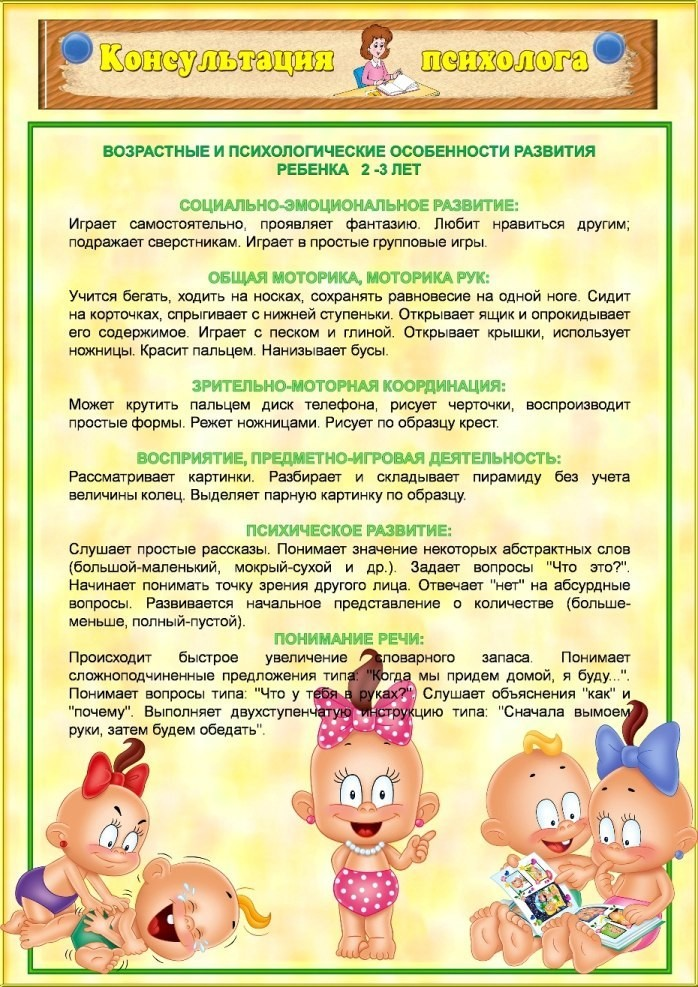 Консультация психолога
ВОЗРАСТНЫЕ И ПСИХОЛОГИЧЕСКИЕ ОСОБЕННОСТИ РАЗВИТИЯ
РЕБЕНКА 2 -3 ЛЕТ
СОЦИАЛЬНО-ЭМОЦИОНАЛЬНОЕ РАЗВИТИЕ:
Играет самостоятельно, проявляет фантазию. Любит нравиться другим;
подражает сверстникам. Играет в простые групповые игры.
ОБЩАЯ МОТОРИКА, МОТОРИКА РУК:
Учится бегать, ходить на носках, сохранять равновесие на одной ноге. Сидит
на корточках, спрыгивает с нижней ступеньки. Открывает ящик и опрокидывает
его содержимое. Играет с песком и глиной. Открывает крышки, использует
ножницы. Красит пальцем. Нанизывает бусы.
ЗРИТЕЛЬНО-МОТОРНАЯ КООРДИНАЦИЯ:
Может крутить пальцем диск телефона, рисует черточки, воспроизводит
простые формы. Режет ножницами. Рисует по образцу крест.
ВОСПРИЯТИЕ, ПРЕДМЕТНО-ИГРОВАЯ ДЕЯТЕЛЬНОСТЬ:
Рассматривает картинки. Разбирает и складывает пирамиду без учета
величины колец. Выделяет парную картинку по образцу.
ПСИХИЧЕСКОЕ РАЗВИТИЕ:
Слушает простые рассказы. Понимает значение некоторых абстрактных слов
(большой-маленький, мокрый-сухой и др.). Задает вопросы "Что это?".
Начинает понимать точку зрения другого лица. Отвечает "нет" на абсурдные
вопросы. Развивается начальное представление о количестве (больше-
меньше, полный-пустой).
ПОНИМАНИЕ РЕЧИ:
Происходит быстрое увеличение словарного запаса. Понимает
сложноподчиненные предложения типа: "Когда мы придем домой, я буду...".
Понимает вопросы типа: "Что у тебя в руках?". Слушает объяснения "как" и
"почему". Выполняет двухступенчатую инструкцию типа: "Сначала вымоем
руки, затем будем обедать".